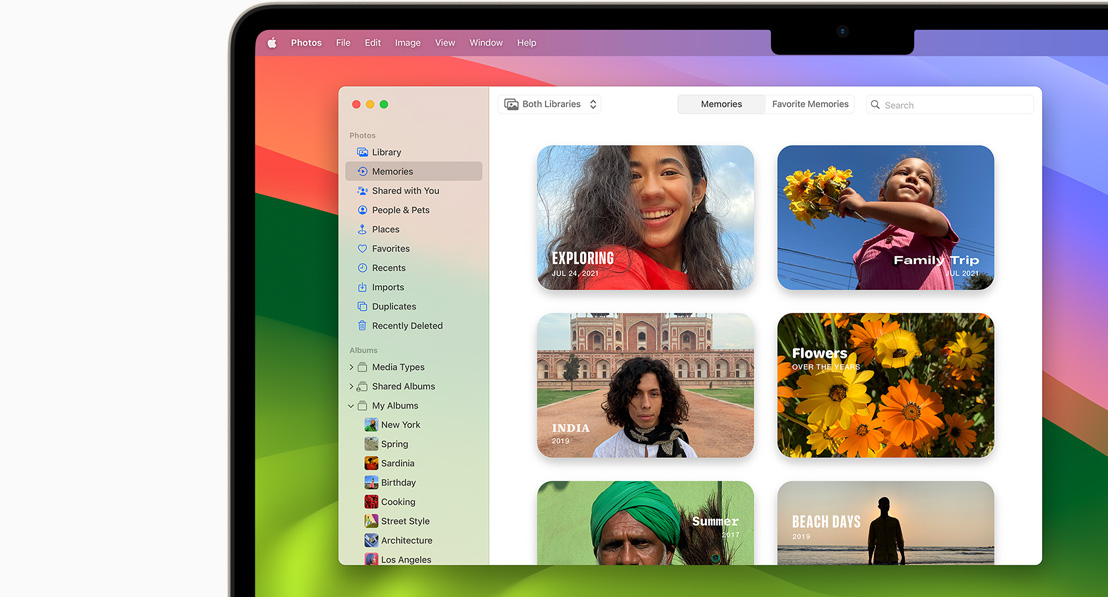 Photos File Edit Image View Window Help
Both Libraries Memories Favorite Memories Search
Photos
Library
Memories
Shared with You
People & Pets
Places
Favorites
Recents
Imports
Duplicates
Recently Deleted
Albums
Media Types
Shared Albums
My Albums
New York
Spring
Sardinia
Birthday
Cooking
Street Style
Architecture
Los Angeles
EXPLORING
JUL 24, 2021
Family Trip
JUL 2021
INDIA
2019
Flowers
OVER THE YEARS
Summer
2017
BEACH DAYS
2019